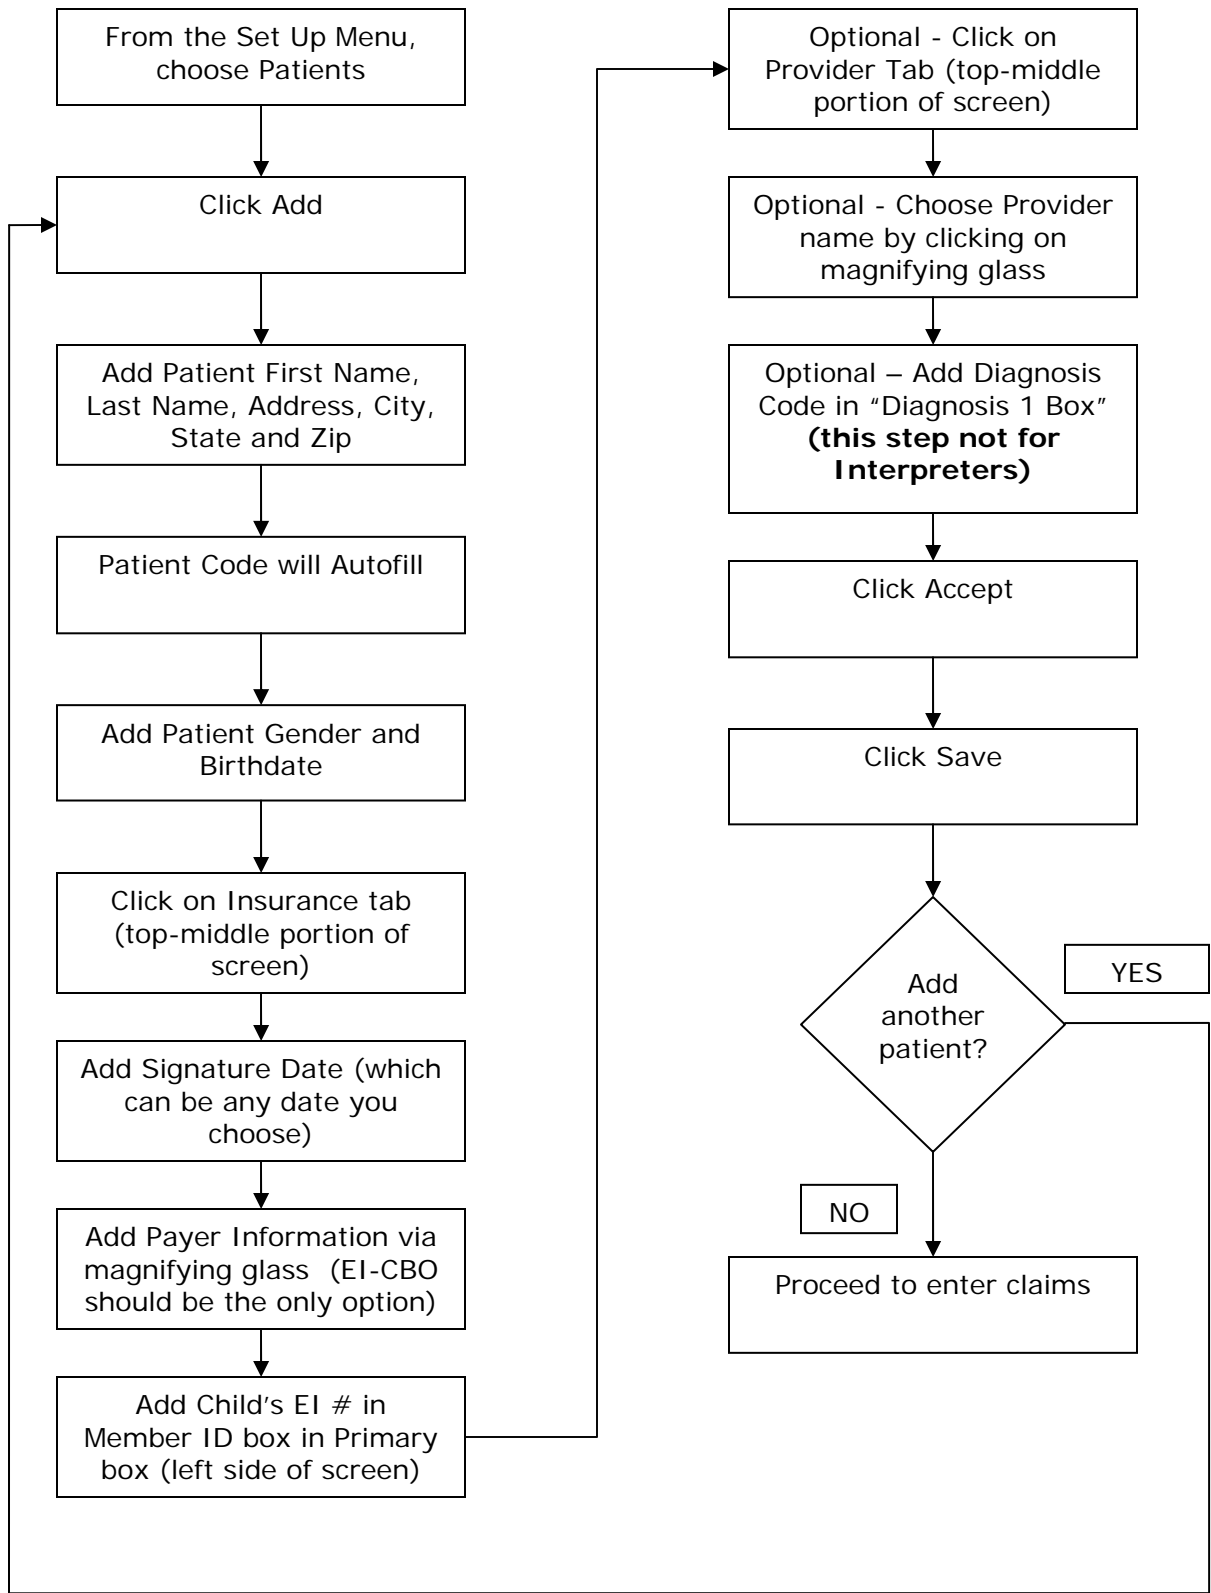 From the Set Up Menu,
choose Patients
Click Add
Add Patient First Name,
Last Name, Address, City,
State and Zip
Patient Code will Autofill
Add Patient Gender and
Birthdate
Click on Insurance tab
(top-middle portion of
screen)
Add Signature Date (which
can be any date you
choose)
Add Payer Information via
magnifying glass (EI-CBO
should be the only option)
Add Child’s EI # in
Member ID box in Primary
box (left side of screen)
Optional - Click on
Provider Tab (top-middle
portion of screen)
Optional - Choose Provider
name by clicking on
magnifying glass
Optional – Add Diagnosis
Code in “Diagnosis 1 Box”
(this step not for
Interpreters)
Click Accept
Click Save
Add
another
patient?
YES
NO
Proceed to enter claims